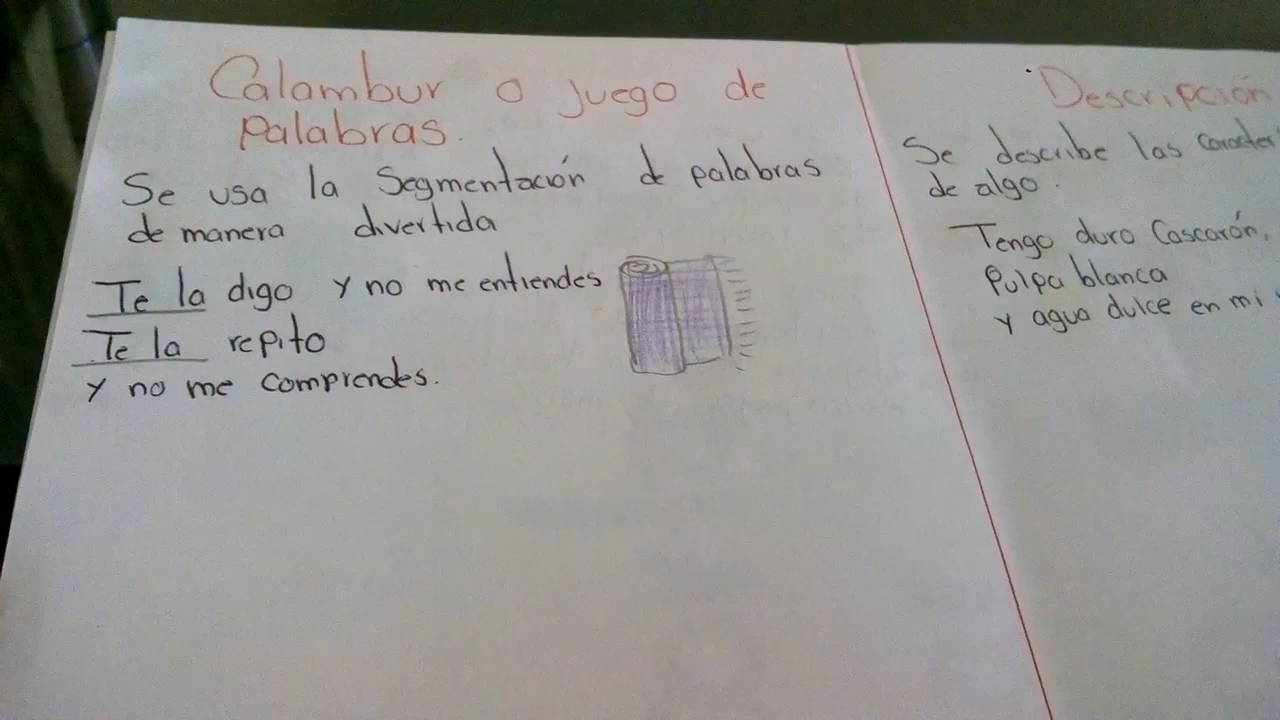 Calambur o juego de
palabras.
Se usa la Segmentación de palabras
de manera divertida
Te la digo y no me entiendes
Te la repito
y no me comprendes.
Descripción
Se describe las
de algo.
Tengo duro Cascarón,
Pulpa blanca
y agua dulce en mi